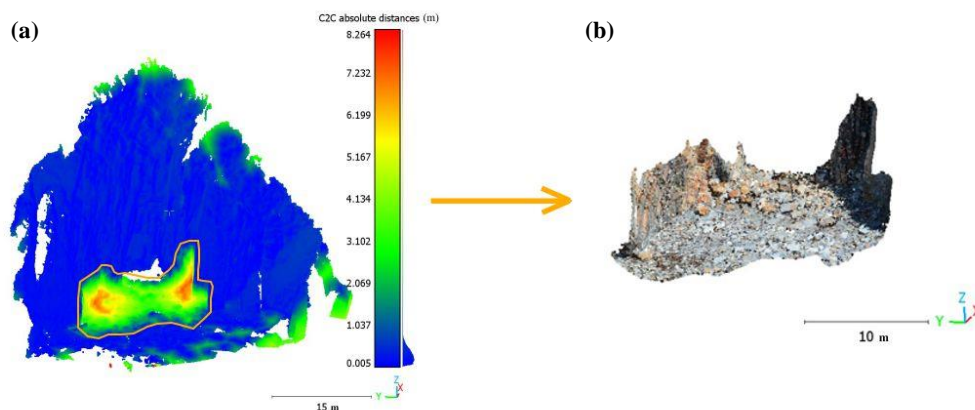 (a)
C2C absolute distances (m)
8.264
7.232
6.199
5.167
4.134
3.102
2.069
1.037
0.005
Z
X
Y
15 m
(b)
Z
X
Y
10 m